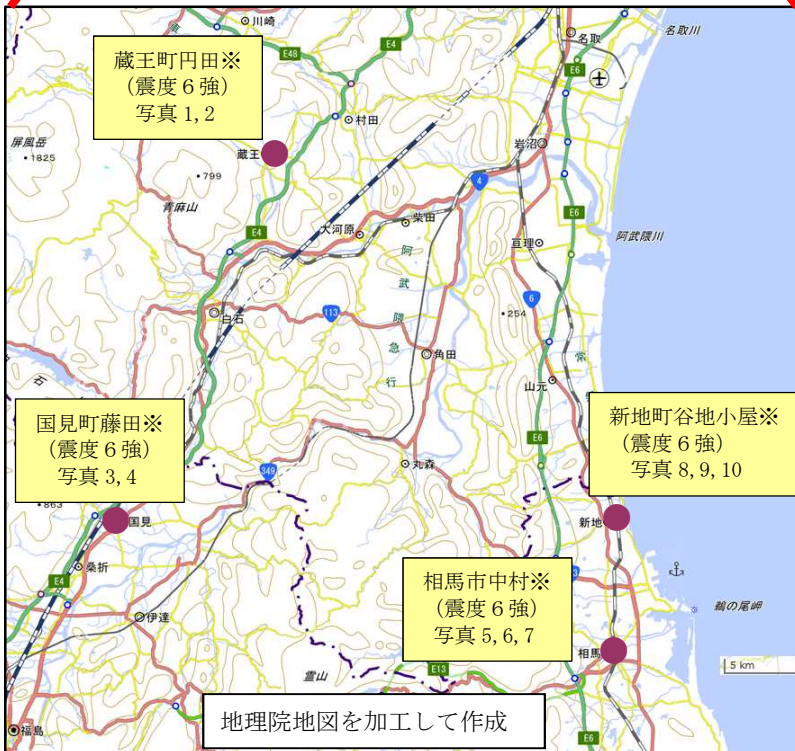 川崎
名取
名取川
E4
E48
E6
蔵王町円田※
(震度６強)
写真 1, 2
村田
屏風岳
・1825
蔵王
岩沼
・799
4
青麻山
柴田
E6
大河原
亘理
阿武隈川
E4
阿武隈急行
6
113
・254
白石
常
角田
山元
国見町藤田※
(震度６強)
写真 3, 4
新地町谷地小屋※
(震度６強)
写真 8, 9, 10
E6
石
349
丸森
・863
国見
新地
桑折
相馬市中村※
(震度６強)
写真 5, 6, 7
E4
3
鵜の尾岬
伊達
相馬
霊山
E13
5 km
地理院地図を加工して作成
福島
E6